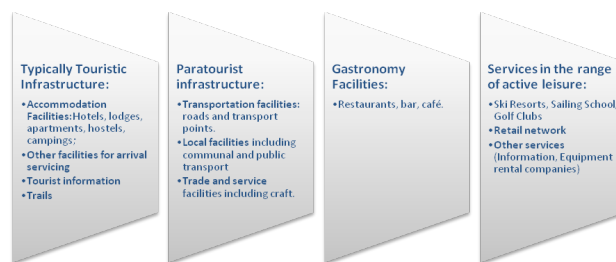 Typically Touristic
Infrastructure:
•Accommodation
Facilities:Hotels, lodges,
apartments, hostels,
campings;
•Other facilities for arrival
servicing
•Tourist information
•Trails
Paratourist
infrastructure:
•Transportation facilities:
roads and transport
points.
•Local facilities including
communal and public
transport
•Trade and service
facilities including craft.
Gastronomy
Facilities:
•Restaurants, bar, café.
Services in the range
of active leisure:
•Ski Resorts, Sailing School,
Golf Clubs
•Retail network
•Other services
(Information, Equipment
rental companies)